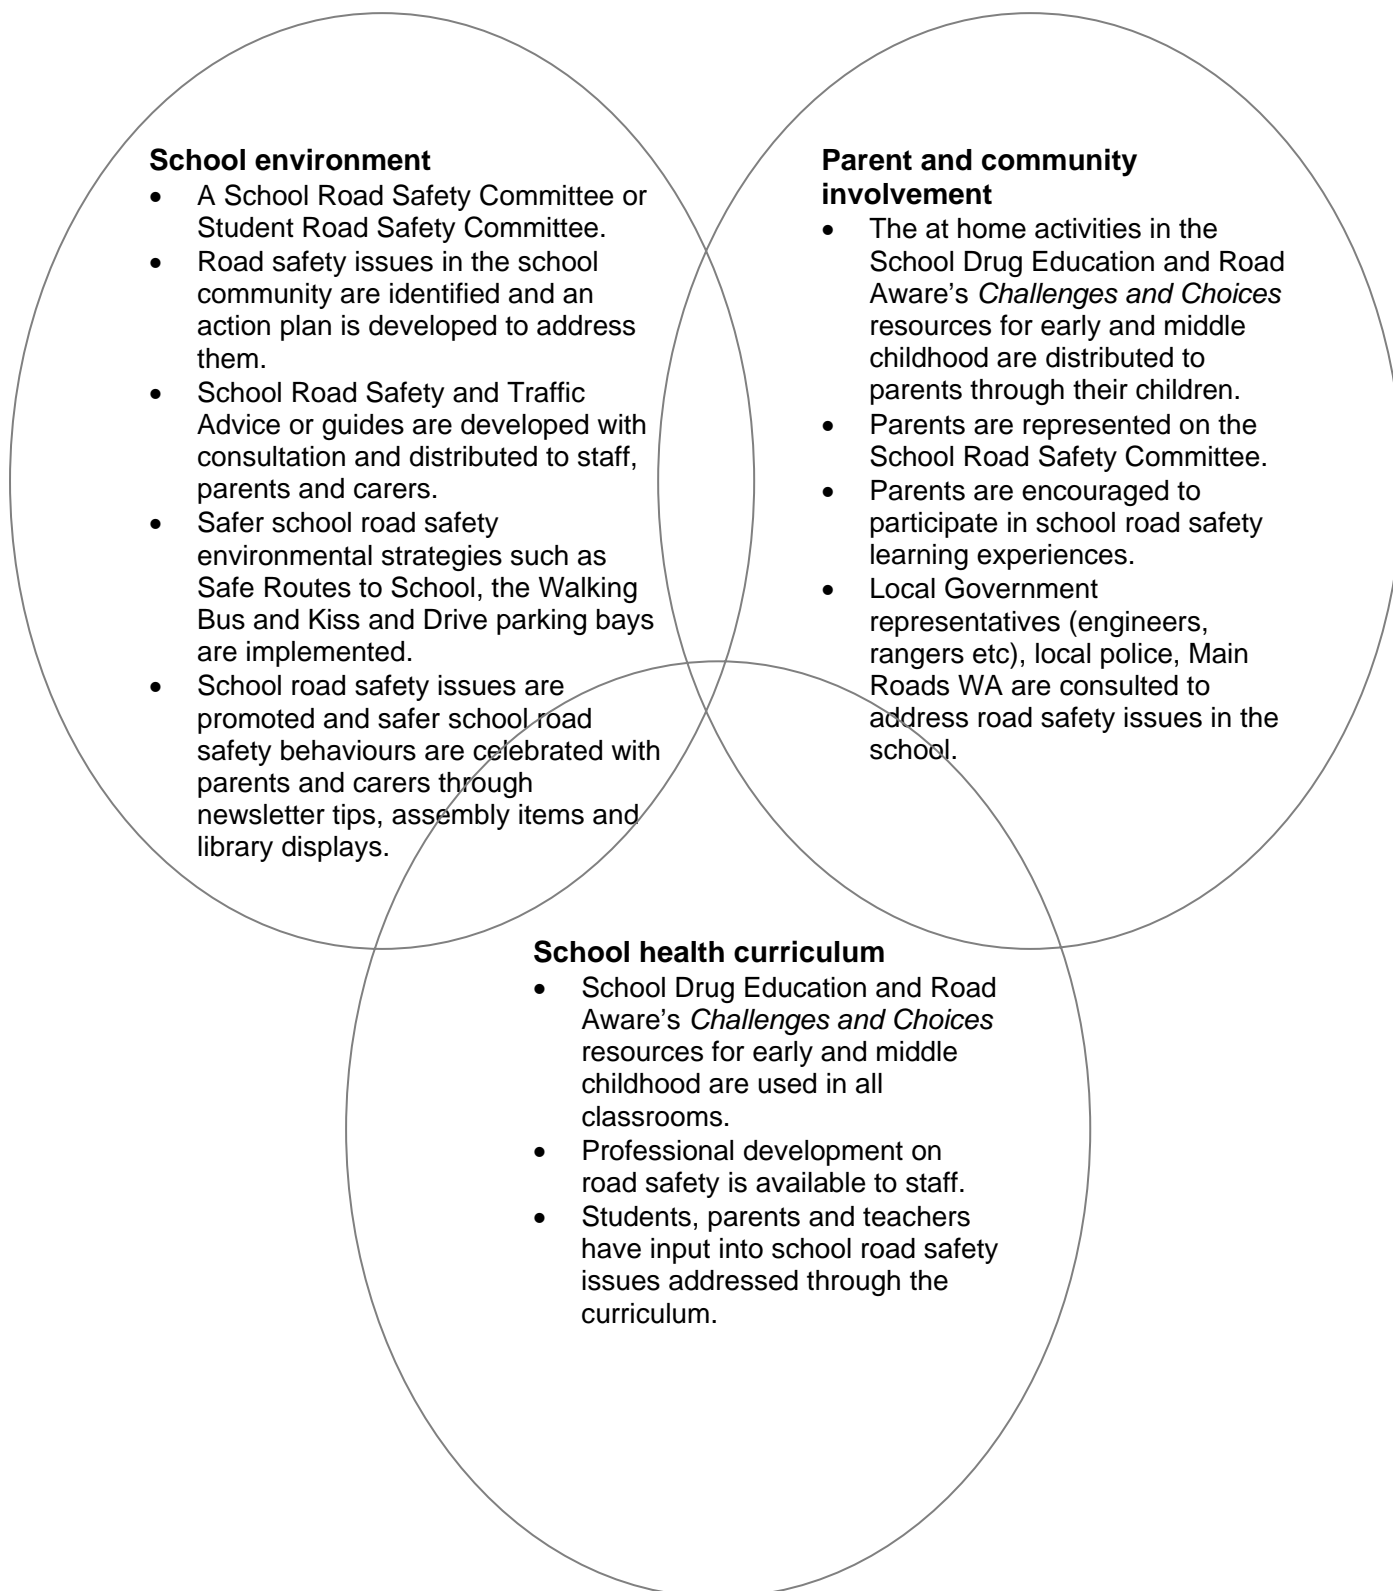 School environment
• A School Road Safety Committee or
Student Road Safety Committee.
• Road safety issues in the school
community are identified and an
action plan is developed to address
them.
• School Road Safety and Traffic
Advice or guides are developed with
consultation and distributed to staff,
parents and carers.
• Safer school road safety
environmental strategies such as
Safe Routes to School, the Walking
Bus and Kiss and Drive parking bays
are implemented.
• School road safety issues are
promoted and safer school road
safety behaviours are celebrated with
parents and carers through
newsletter tips, assembly items and
library displays.
Parent and community
involvement
• The at home activities in the
School Drug Education and Road
Aware’s Challenges and Choices
resources for early and middle
childhood are distributed to
parents through their children.
• Parents are represented on the
School Road Safety Committee.
• Parents are encouraged to
participate in school road safety
learning experiences.
• Local Government
representatives (engineers,
rangers etc), local police, Main
Roads WA are consulted to
address road safety issues in the
school.
School health curriculum
• School Drug Education and Road
Aware’s Challenges and Choices
resources for early and middle
childhood are used in all
classrooms.
• Professional development on
road safety is available to staff.
• Students, parents and teachers
have input into school road safety
issues addressed through the
curriculum.